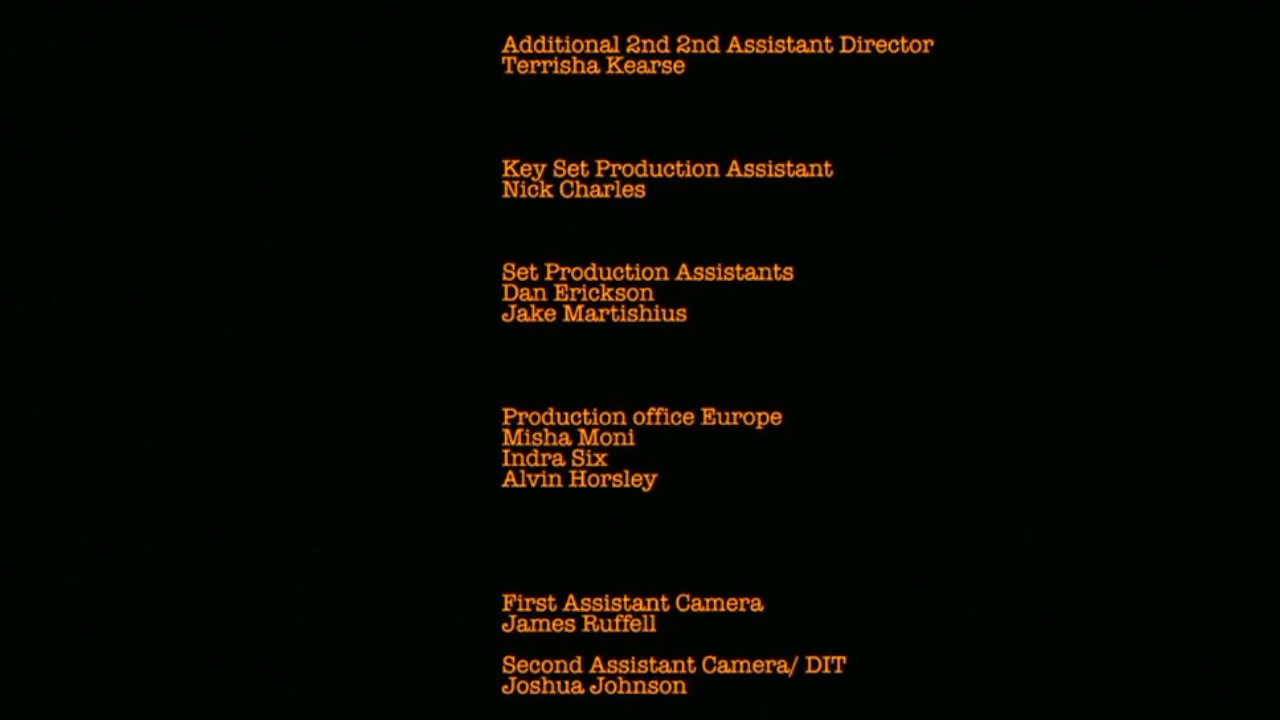 Additional 2nd 2nd Assistant Director
Terrisha Kearse
Key Set Production Assistant
Nick Charles
Set Production Assistants
Dan Erickson
Jake Martishius
Production office Europe
Misha Moni
Indra Six
Alvin Horsley
First Assistant Camera
James Ruffell
Second Assistant Camera/ DIT
Joshua Johnson